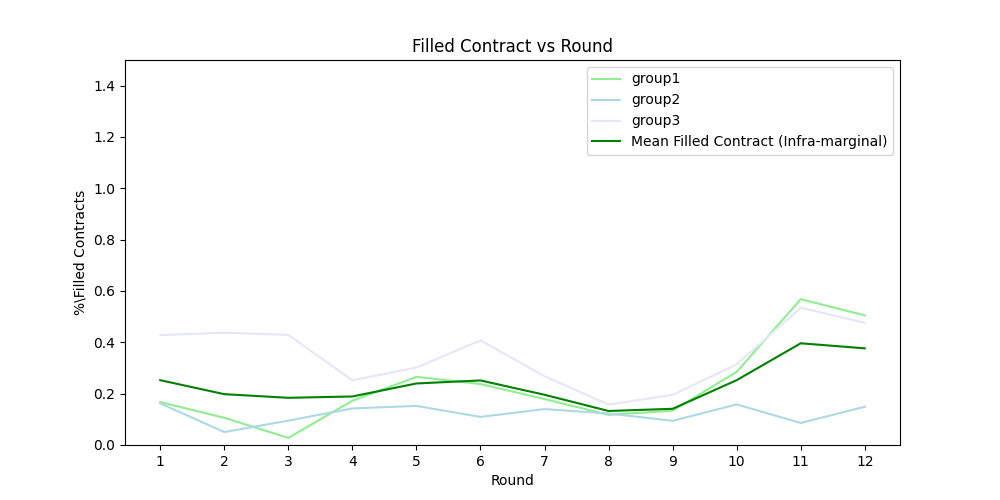 Filled Contract vs Round
group1
group2
group3
Mean Filled Contract (Infra-marginal)
%\Filled Contracts
1.4
1.2
1.0
0.8
0.6
0.4
0.2
0.0
1 2 3 4 5 6 7 8 9 10 11 12
Round